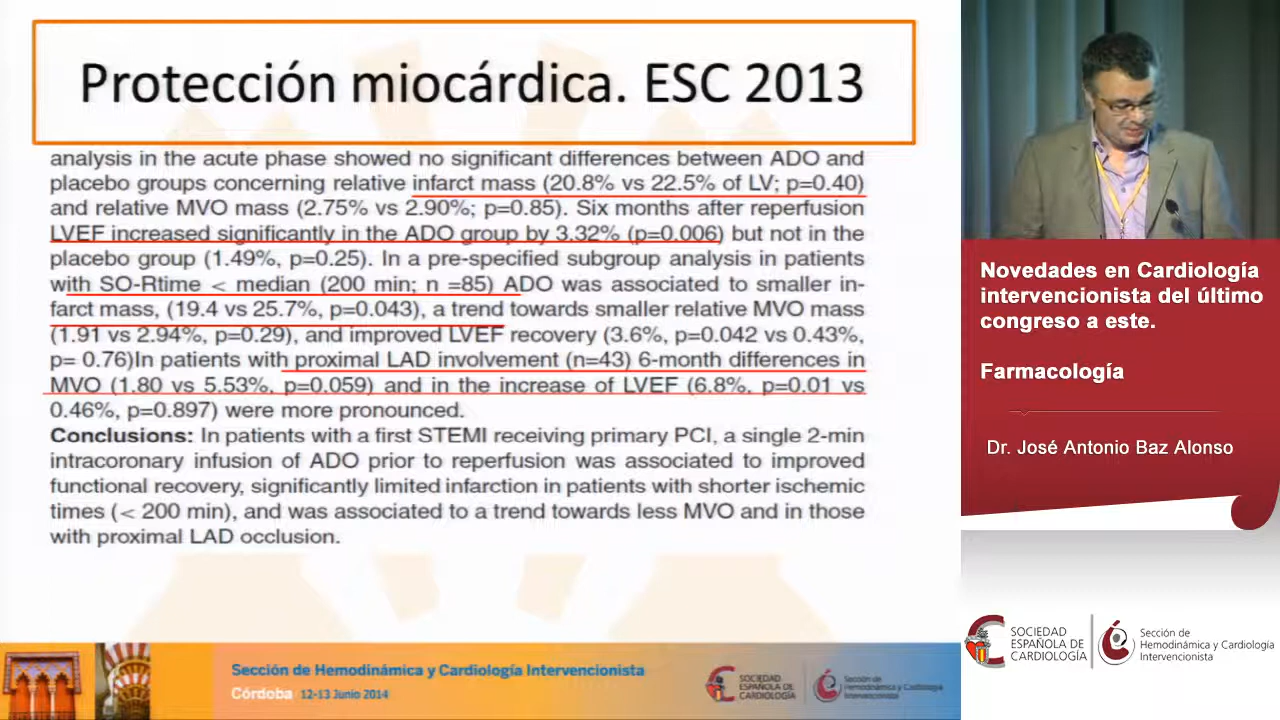 Protección miocárdica. ESC 2013
analysis in the acute phase showed no significant differences between ADO and
placebo groups concerning relative infarct mass (20.8% vs 22.5% of LV; p=0.40)
and relative MVO mass (2.75% vs 2.90%; p=0.85). Six months after reperfusion
LVEF increased significantly in the ADO group by 3.32% (p=0.006) but not in the
placebo group (1.49%, p=0.25). In a pre-specified subgroup analysis in patients
with SO-Rtime < median (200 min; n =85) ADO was associated to smaller in-
farct mass, (19.4 vs 25.7%, p=0.043), a trend towards smaller relative MVO mass
(1.91 vs 2.94%, p=0.29), and improved LVEF recovery (3.6%, p=0.042 vs 0.43%,
p= 0.76)In patients with proximal LAD involvement (n=43) 6-month differences in
MVO (1.80 vs 5.53%, p=0.059) and in the increase of LVEF (6.8%, p=0.01 vs
0.46%, p=0.897) were more pronounced.
Conclusions: In patients with a first STEMI receiving primary PCI, a single 2-min
intracoronary infusion of ADO prior to reperfusion was associated to improved
functional recovery, significantly limited infarction in patients with shorter ischemic
times (< 200 min), and was associated to a trend towards less MVO and in those
with proximal LAD occlusion.
Sección de Hemodinámica y Cardiología Intervencionista
Córdoba 12-13 Junio 2014
SOCIEDAD
ESPAÑOLA DE
CARDIOLOGÍA
Sección de
Hemodinámica y Cardiología
Intervencionista
Novedades en Cardiología
intervencionista del último
congreso a este.
Farmacología
Dr. José Antonio Baz Alonso
SOCIEDAD
ESPAÑOLA DE
CARDIOLOGÍA
Sección de
Hemodinámica y Cardiología
Intervencionista